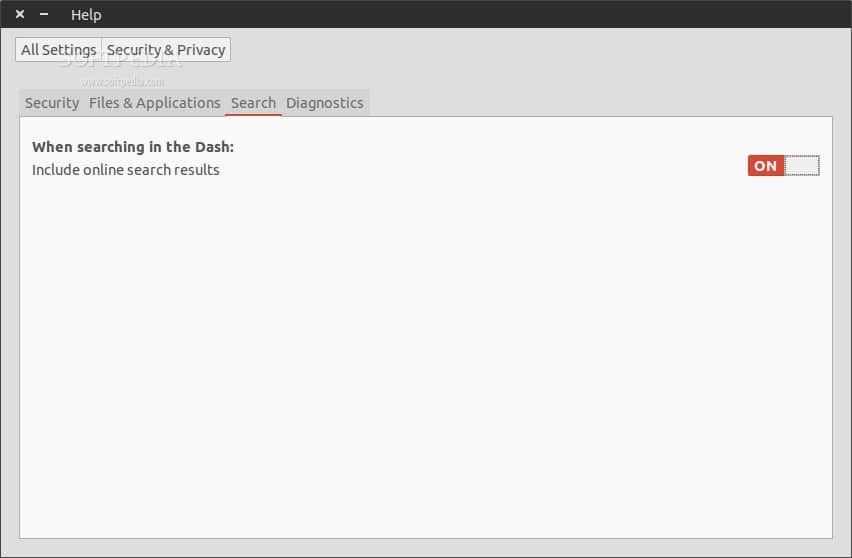 Help
All Settings Security & Privacy
SOFTPEDIA
www.softpedia.com
Security Files & Applications Search Diagnostics
When searching in the Dash:
Include online search results
ON